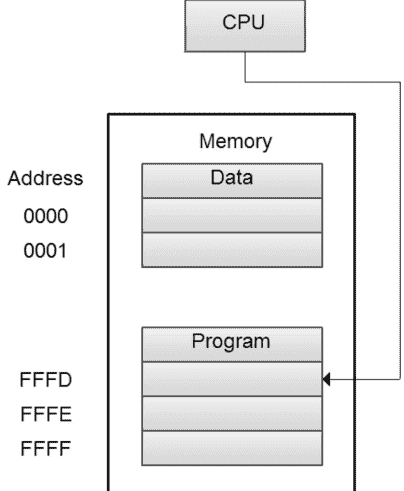 CPU
Memory
Address
Data
0000
0001
Program
FFFD
FFFE
FFFF